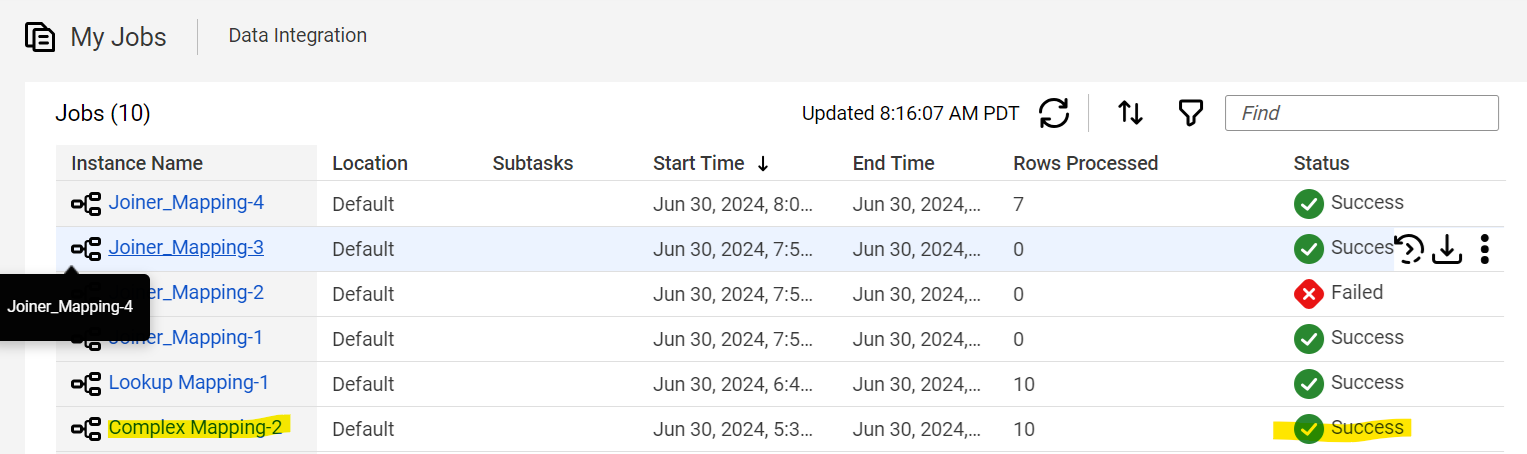 My Jobs Data Integration
Jobs (10) Updated 8:16:07 AM PDT Find
Instance Name Location Subtasks Start Time End Time Rows Processed Status
Joiner_Mapping-4 Default Jun 30, 2024, 8:0... Jun 30, 2024,... 7 Success
Joiner_Mapping-3 Default Jun 30, 2024, 7:5... Jun 30, 2024,... 0 Succes
Joiner_Mapping-4
er_Mapping-2 Default Jun 30, 2024, 7:5... Jun 30, 2024,... 0 Failed
er_Mapping-1 Default Jun 30, 2024, 7:5... Jun 30, 2024,... 0 Success
Lookup Mapping-1 Default Jun 30, 2024, 6:4... Jun 30, 2024,... 10 Success
Complex Mapping-2 Default Jun 30, 2024, 5:3... Jun 30, 2024,... 10 Success